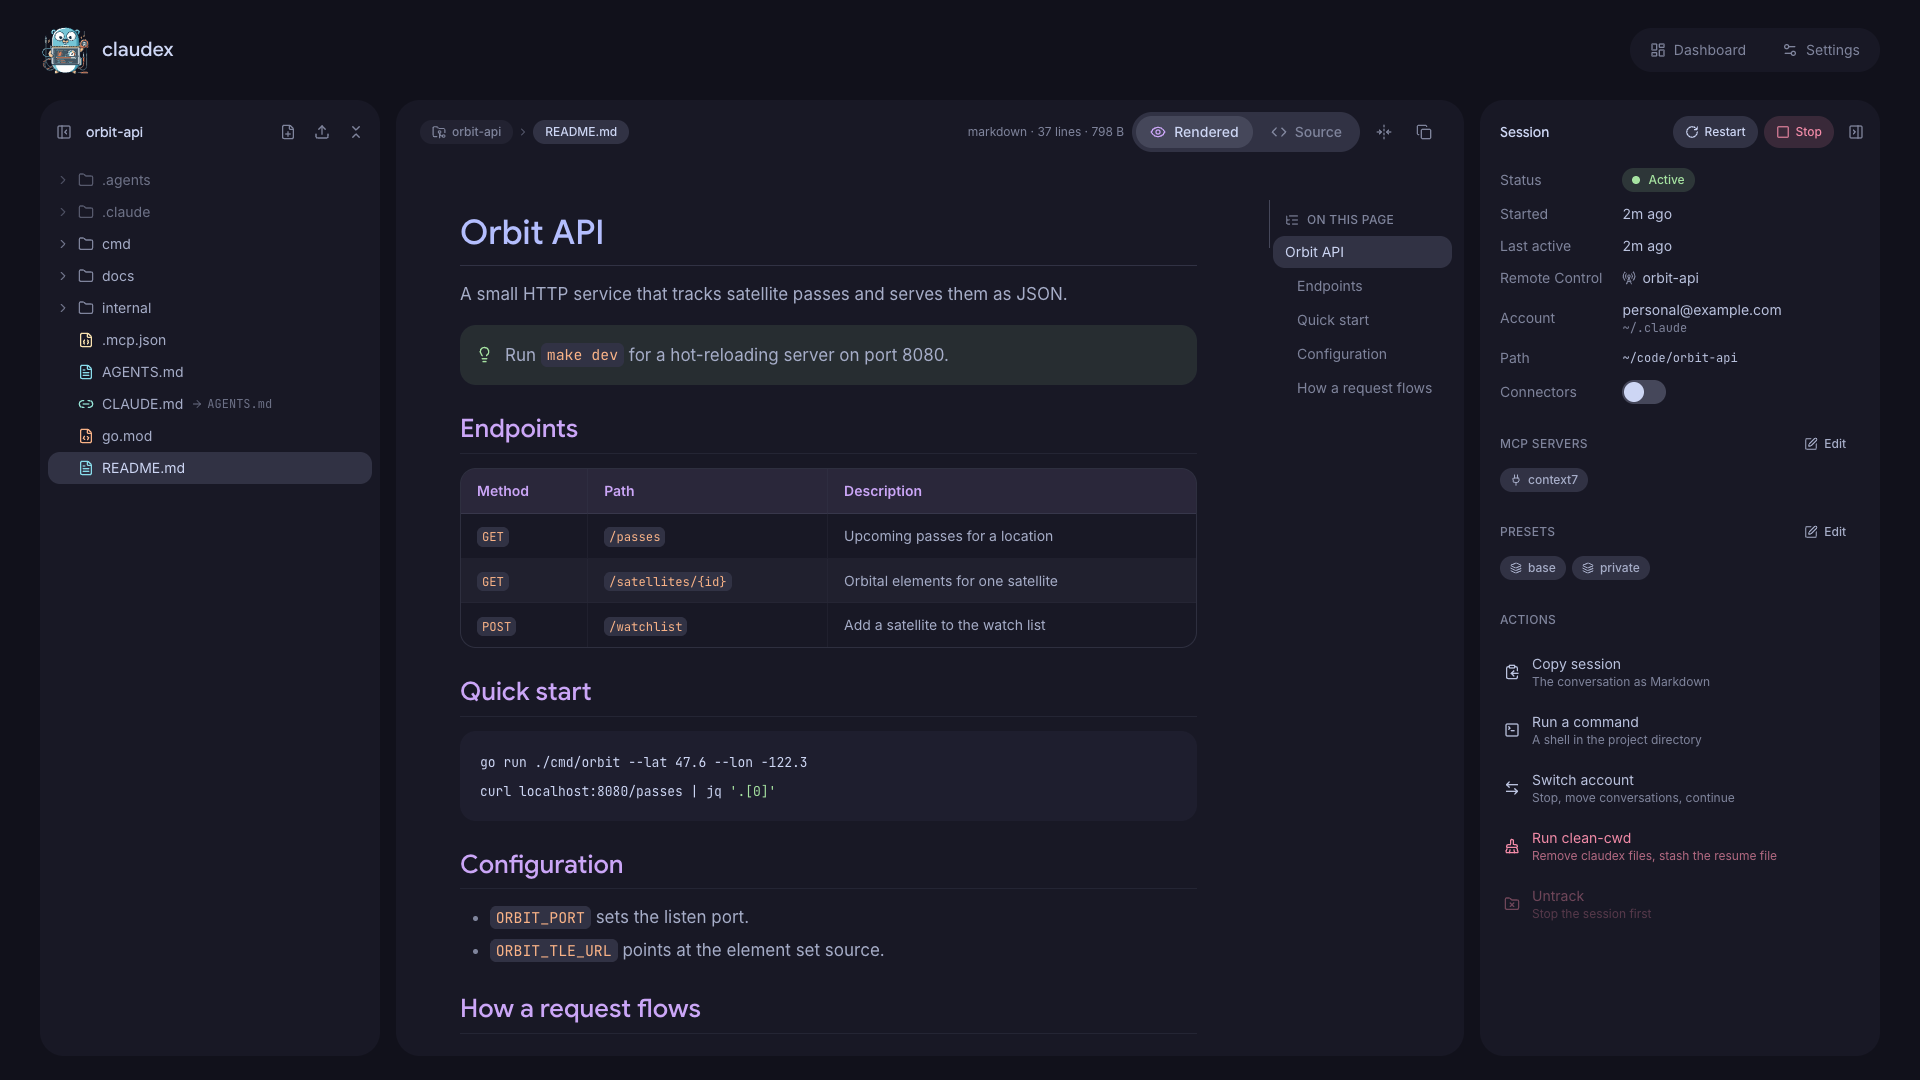 claudex
Dashboard
Settings
orbit-api
.agents
.claude
cmd
docs
internal
.mcp.json
AGENTS.md
CLAUDE.md → AGENTS.md
go.mod
README.md
orbit-api › README.md
markdown · 37 lines · 798 B
Rendered
Source
Orbit API
A small HTTP service that tracks satellite passes and serves them as JSON.
Run make dev for a hot-reloading server on port 8080.
Endpoints
Method Path Description
GET /passes Upcoming passes for a location
GET /satellites/{id} Orbital elements for one satellite
POST /watchlist Add a satellite to the watch list
Quick start
go run ./cmd/orbit --lat 47.6 --lon -122.3
curl localhost:8080/passes | jq '.[0]'
Configuration
• ORBIT_PORT sets the listen port.
• ORBIT_TLE_URL points at the element set source.
How a request flows
ON THIS PAGE
Orbit API
Endpoints
Quick start
Configuration
How a request flows
Session
Restart
Stop
Status Active
Started 2m ago
Last active 2m ago
Remote Control orbit-api
Account personal@example.com
~/.claude
Path ~/code/orbit-api
Connectors
MCP SERVERS Edit
context7
PRESETS Edit
base private
ACTIONS
Copy session
The conversation as Markdown
Run a command
A shell in the project directory
Switch account
Stop, move conversations, continue
Run clean-cwd
Remove claudex files, stash the resume file
Untrack
Stop the session first